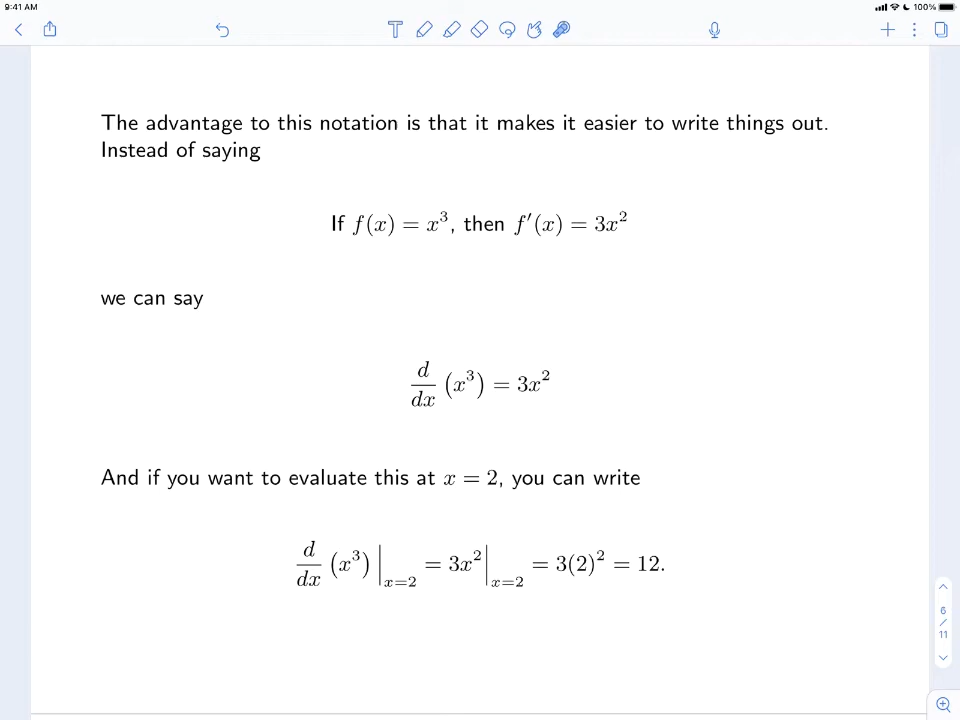 9:41 AM
100%
The advantage to this notation is that it makes it easier to write things out.
Instead of saying
If f(x) = x³, then f′(x) = 3x²
we can say
d/dx (x³) = 3x²
And if you want to evaluate this at x = 2, you can write
d/dx (x³) |ₓ₌₂ = 3x² |ₓ₌₂ = 3(2)² = 12.
6
/
11